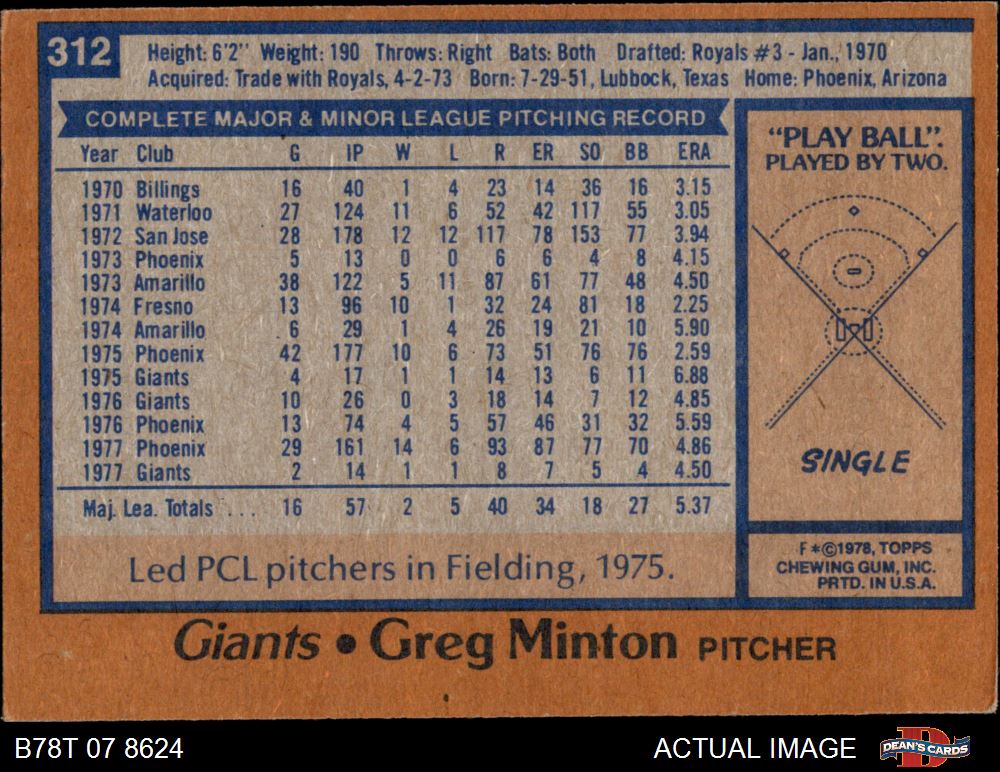 312
Height: 6'2" Weight: 190 Throws: Right Bats: Both Drafted: Royals #3 - Jan., 1970
Acquired: Trade with Royals, 4-2-73 Born: 7-29-51, Lubbock, Texas Home: Phoenix, Arizona
COMPLETE MAJOR & MINOR LEAGUE PITCHING RECORD
Year Club G IP W L R ER SO BB ERA
1970 Billings 16 40 1 4 23 14 36 16 3.15
1971 Waterloo 27 124 11 6 52 42 117 55 3.05
1972 San Jose 28 178 12 12 117 78 153 77 3.94
1973 Phoenix 5 13 0 0 6 6 4 8 4.15
1973 Amarillo 38 122 5 11 87 61 77 48 4.50
1974 Fresno 13 96 10 1 32 24 81 18 2.25
1974 Amarillo 6 29 1 4 26 19 21 10 5.90
1975 Phoenix 42 177 10 6 73 51 76 76 2.59
1975 Giants 4 17 1 1 14 13 6 11 6.88
1976 Giants 10 26 0 3 18 14 7 12 4.85
1976 Phoenix 13 74 4 5 57 46 31 32 5.59
1977 Phoenix 29 161 14 6 93 87 77 70 4.86
1977 Giants 2 14 1 1 8 7 5 4 4.50
Maj. Lea. Totals . . . 16 57 2 5 40 34 18 27 5.37
Led PCL pitchers in Fielding, 1975.
"PLAY BALL".
PLAYED BY TWO.
SINGLE
F*©1978, TOPPS
CHEWING GUM, INC.
PRTD. IN U.S.A.
Giants • Greg Minton PITCHER
B78T 07 8624
ACTUAL IMAGE
D
DEAN'S CARDS